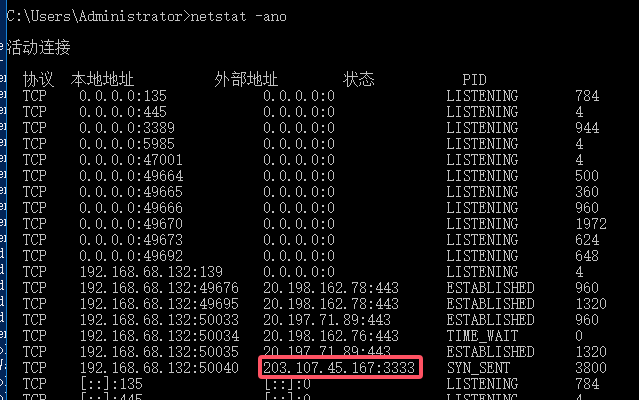 C:\Users\Administrator>netstat -ano
活动连接
协议 本地地址 外部地址 状态 PID
TCP 0.0.0.0:135 0.0.0.0:0 LISTENING 784
TCP 0.0.0.0:445 0.0.0.0:0 LISTENING 4
TCP 0.0.0.0:3389 0.0.0.0:0 LISTENING 944
TCP 0.0.0.0:5985 0.0.0.0:0 LISTENING 4
TCP 0.0.0.0:47001 0.0.0.0:0 LISTENING 4
TCP 0.0.0.0:49664 0.0.0.0:0 LISTENING 500
TCP 0.0.0.0:49665 0.0.0.0:0 LISTENING 360
TCP 0.0.0.0:49666 0.0.0.0:0 LISTENING 960
TCP 0.0.0.0:49670 0.0.0.0:0 LISTENING 1972
TCP 0.0.0.0:49673 0.0.0.0:0 LISTENING 624
TCP 0.0.0.0:49692 0.0.0.0:0 LISTENING 648
TCP 192.168.68.132:139 0.0.0.0:0 LISTENING 4
TCP 192.168.68.132:49676 20.198.162.78:443 ESTABLISHED 960
TCP 192.168.68.132:49695 20.198.162.78:443 ESTABLISHED 1320
TCP 192.168.68.132:50033 20.197.71.89:443 ESTABLISHED 960
TCP 192.168.68.132:50034 20.198.162.76:443 TIME_WAIT 0
TCP 192.168.68.132:50035 20.197.71.89:443 ESTABLISHED 1320
TCP 192.168.68.132:50040 203.107.45.167:3333 SYN_SENT 3800
TCP [::]:135 [::]:0 LISTENING 784
TCP [::]:445 [::]:0 LISTENING 4